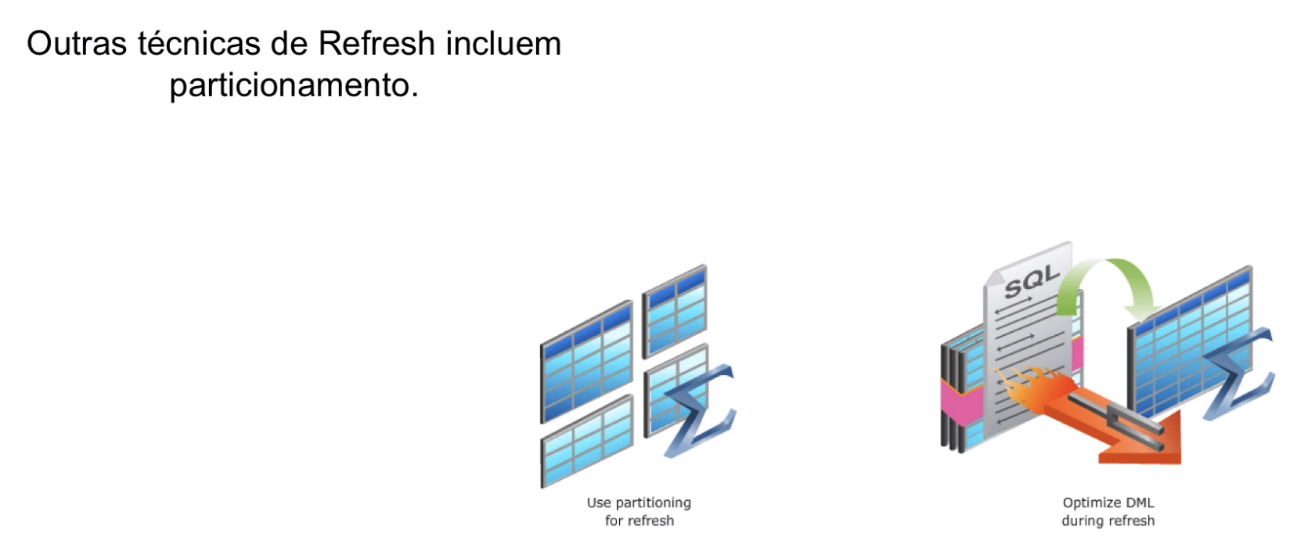 Outras técnicas de Refresh incluem
particionamento.
SQL
Use partitioning
for refresh
Optimize DML
during refresh